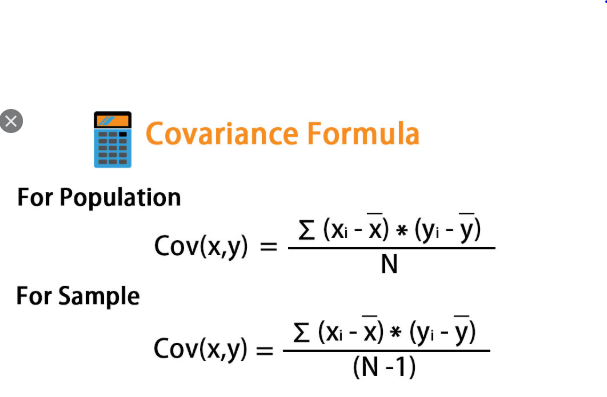 Covariance Formula
For Population
Cov(x,y) = Σ (xi - x̅) * (yi - y̅)
N
For Sample
Cov(x,y) = Σ (xi - x̅) * (yi - y̅)
(N -1)